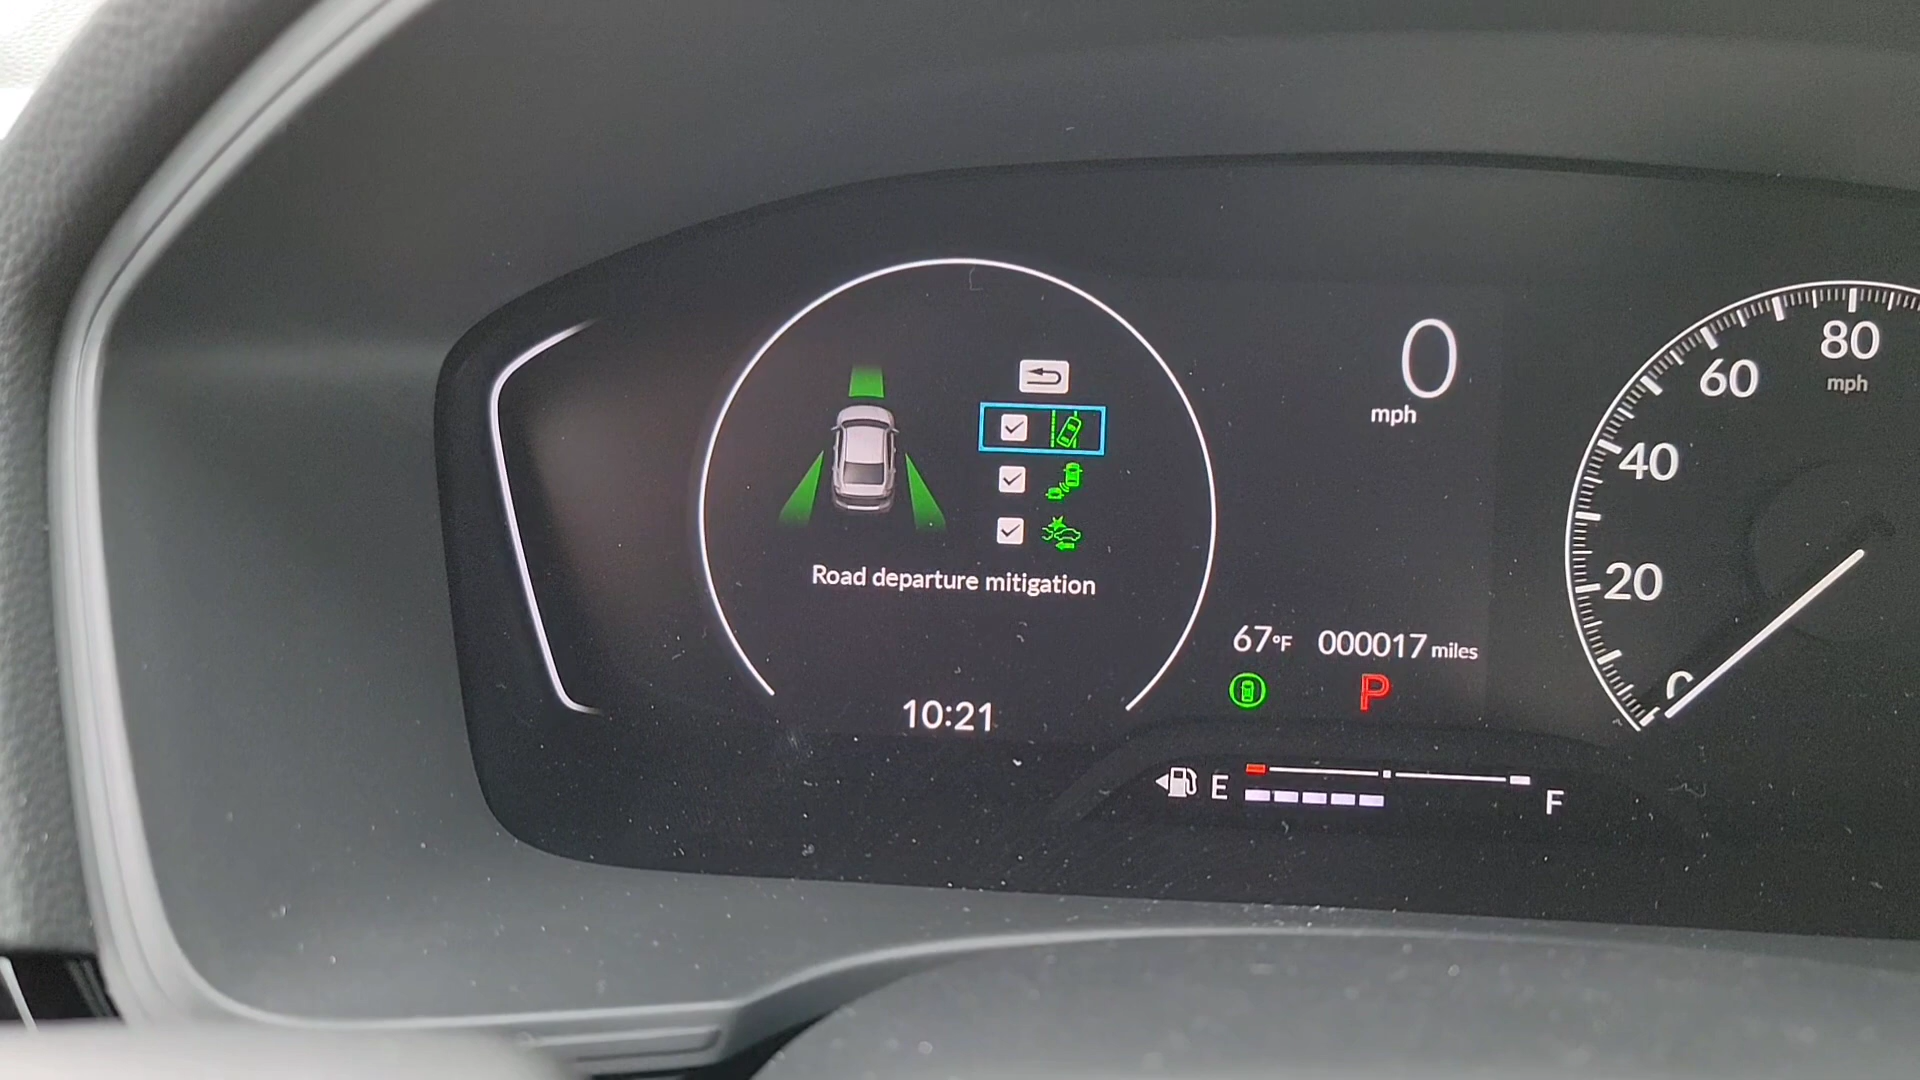 0
mph
80
mph
60
40
20
0
Road departure mitigation
67°F 000017 miles
P
10:21
E
F